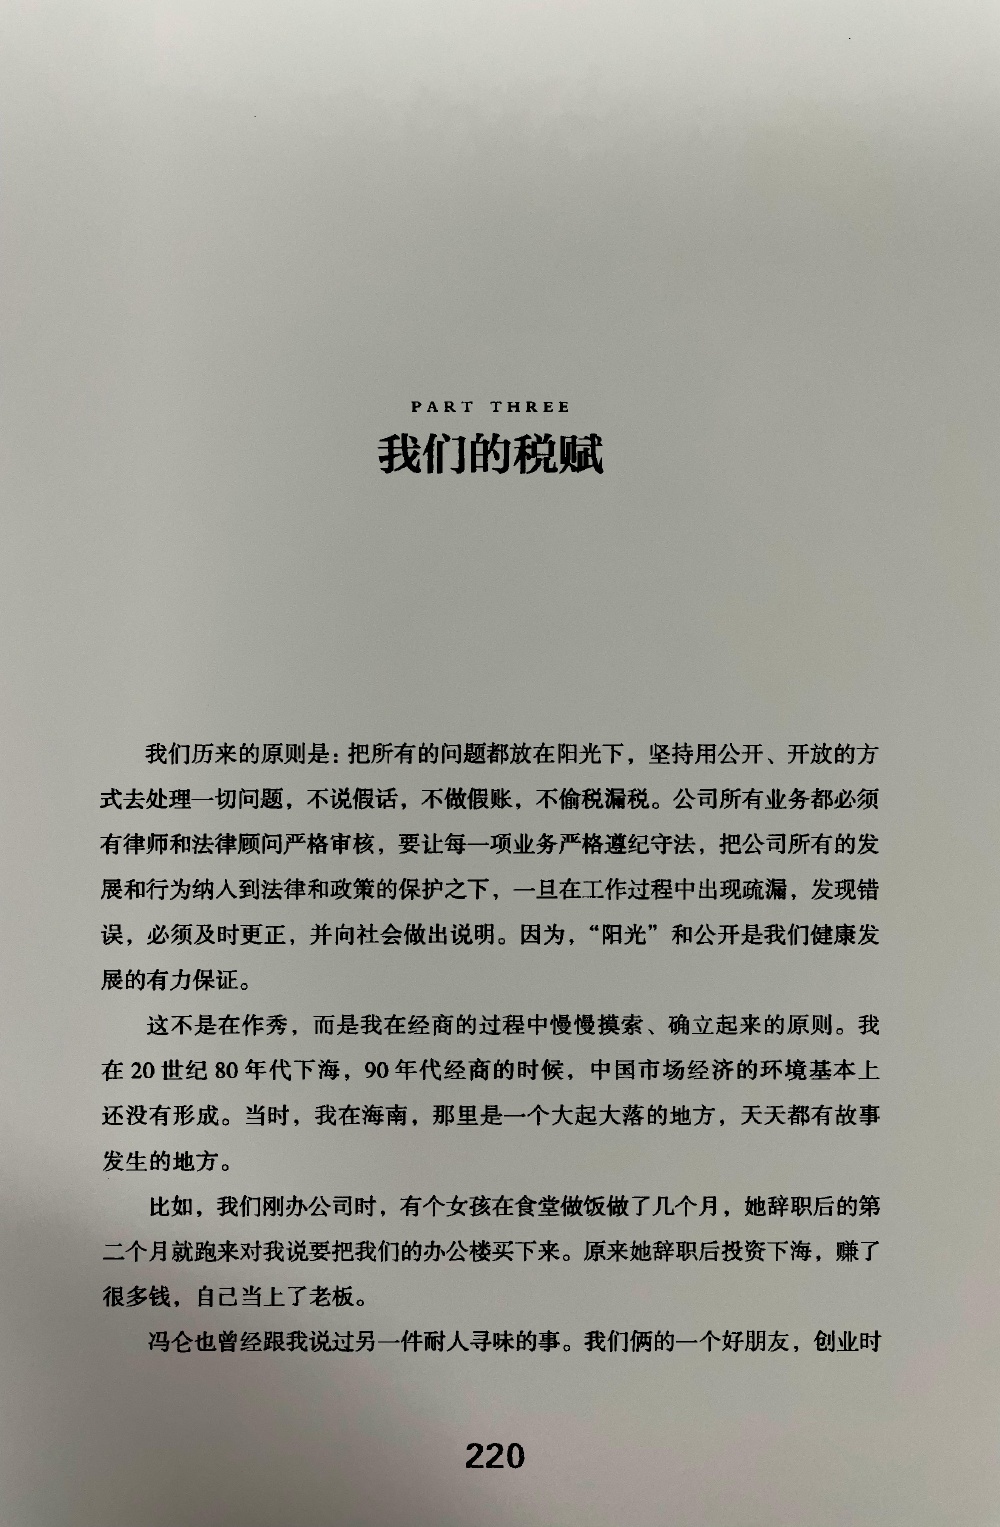 PART THREE
我们的税赋
我们历来的原则是：把所有的问题都放在阳光下，坚持用公开、开放的方
式去处理一切问题，不说假话，不做假账，不偷税漏税。公司所有业务都必须
有律师和法律顾问严格审核，要让每一项业务严格遵纪守法，把公司所有的发
展和行为纳入到法律和政策的保护之下，一旦在工作过程中出现疏漏，发现错
误，必须及时更正，并向社会做出说明。因为，“阳光”和公开是我们健康发
展的有力保证。
这不是在作秀，而是我在经商的过程中慢慢摸索、确立起来的原则。我
在 20 世纪 80 年代下海，90 年代经商的时候，中国市场经济的环境基本上
还没有形成。当时，我在海南，那里是一个大起大落的地方，天天都有故事
发生的地方。
比如，我们刚办公司时，有个女孩在食堂做饭做了几个月，她辞职后的第
二个月就跑来对我说要把我们的办公楼买下来。原来她辞职后投资下海，赚了
很多钱，自己当上了老板。
冯仑也曾经跟我说过另一件耐人寻味的事。我们俩的一个好朋友，创业时
220